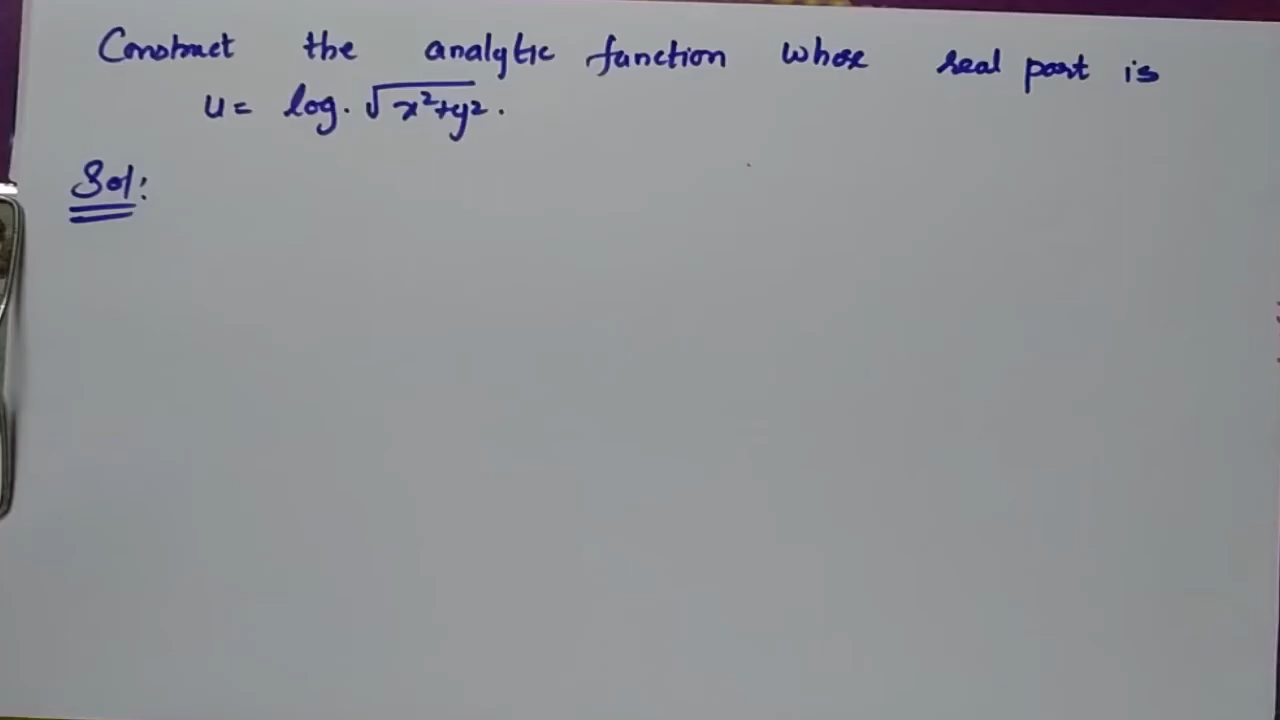 Construct the analytic function whose real part is
u = log. √x²+y² .
Sol: